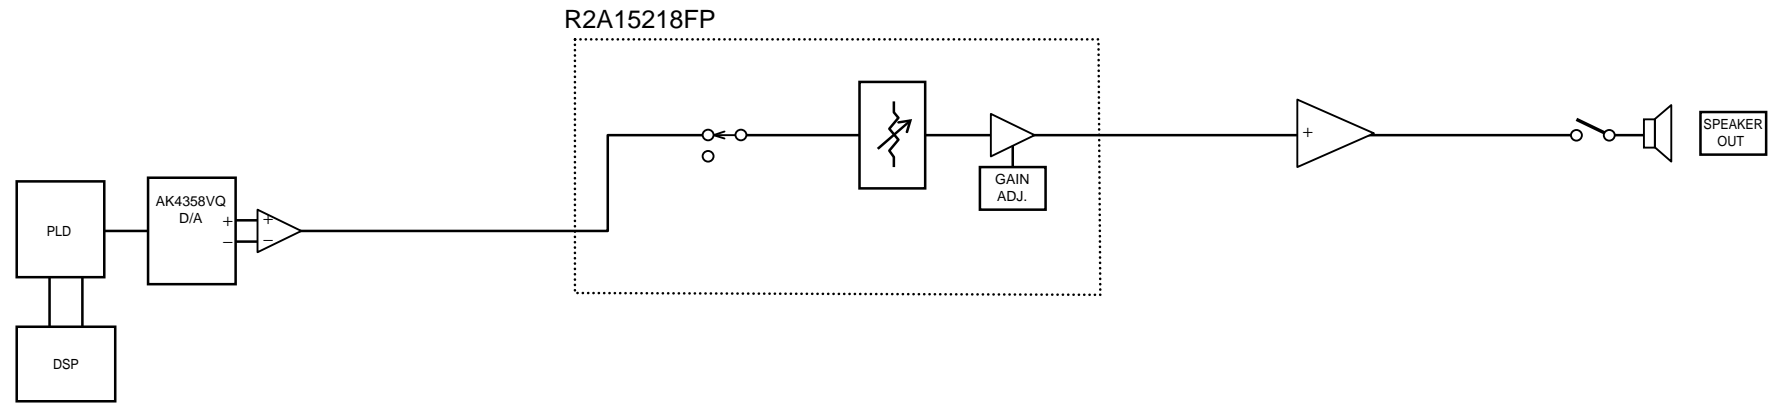 R2A15218FP
GAIN
ADJ.
+
SPEAKER
OUT
AK4358VQ
D/A
+ +
− −
PLD
DSP